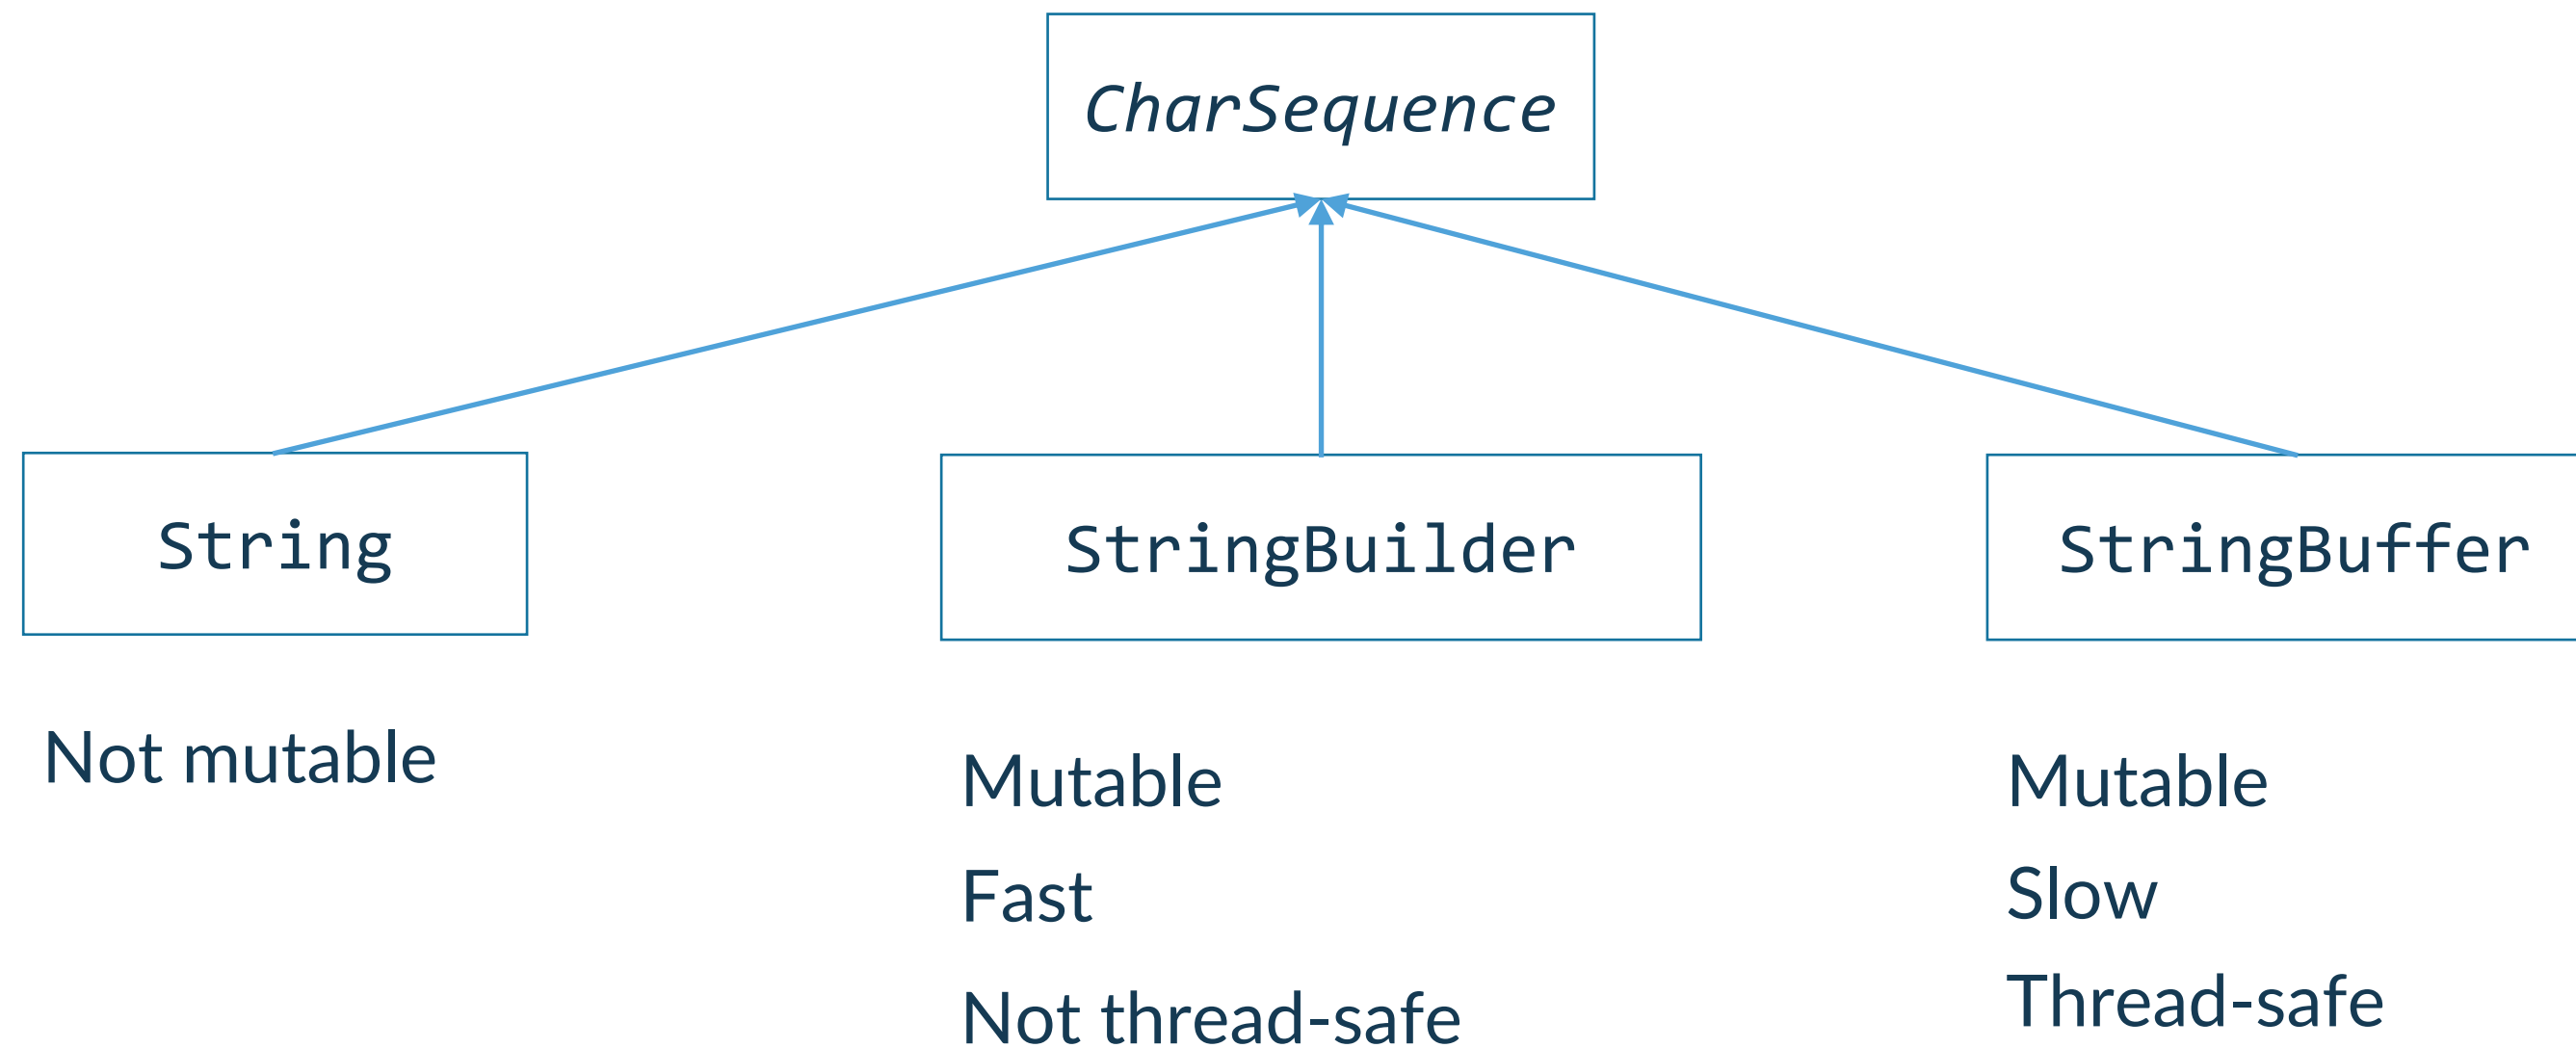 CharSequence
String
StringBuilder
StringBuffer
Not mutable
Mutable
Fast
Not thread-safe
Mutable
Slow
Thread-safe